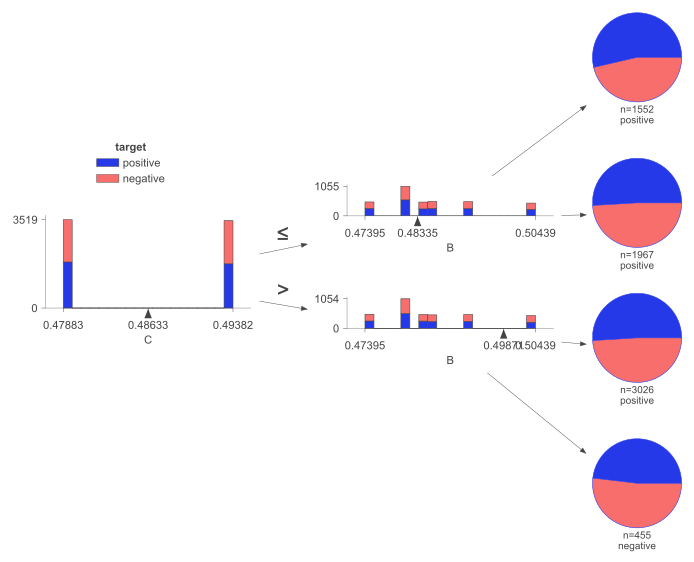 target
positive
negative
3519
0
0.47883
0.48633
0.49382
C
≤
>
1055
0
0.47395
0.48335
0.50439
B
1054
0
0.47395
0.49871
0.50439
B
n=1552
positive
n=1967
positive
n=3026
positive
n=455
negative